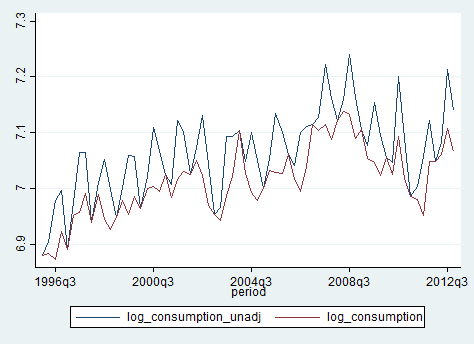 7.3
7.2
7.1
7
6.9
1996q3 2000q3 2004q3 2008q3 2012q3
period
log_consumption_unadj log_consumption